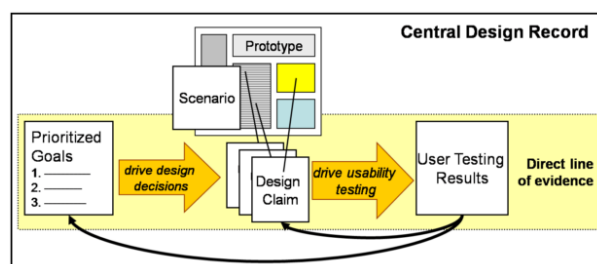 Central Design Record
Prototype
Scenario
Prioritized
Goals
1.
2.
3.
drive design
decisions
Design
Claim
drive usability
testing
User Testing
Results
Direct line
of evidence